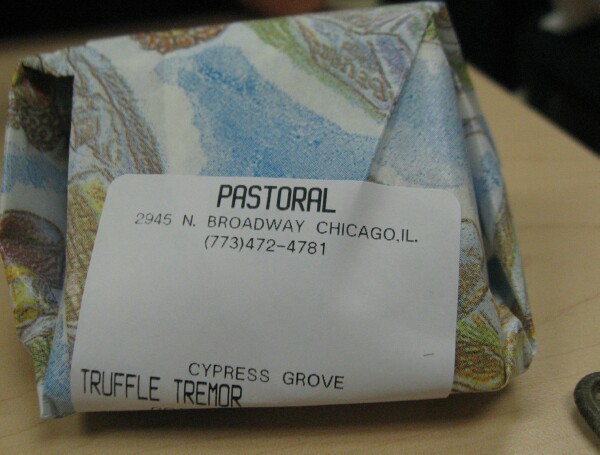 PASTORAL
2945 N. BROADWAY CHICAGO,IL.
(773)472-4781
CYPRESS GROVE
TRUFFLE TREMOR